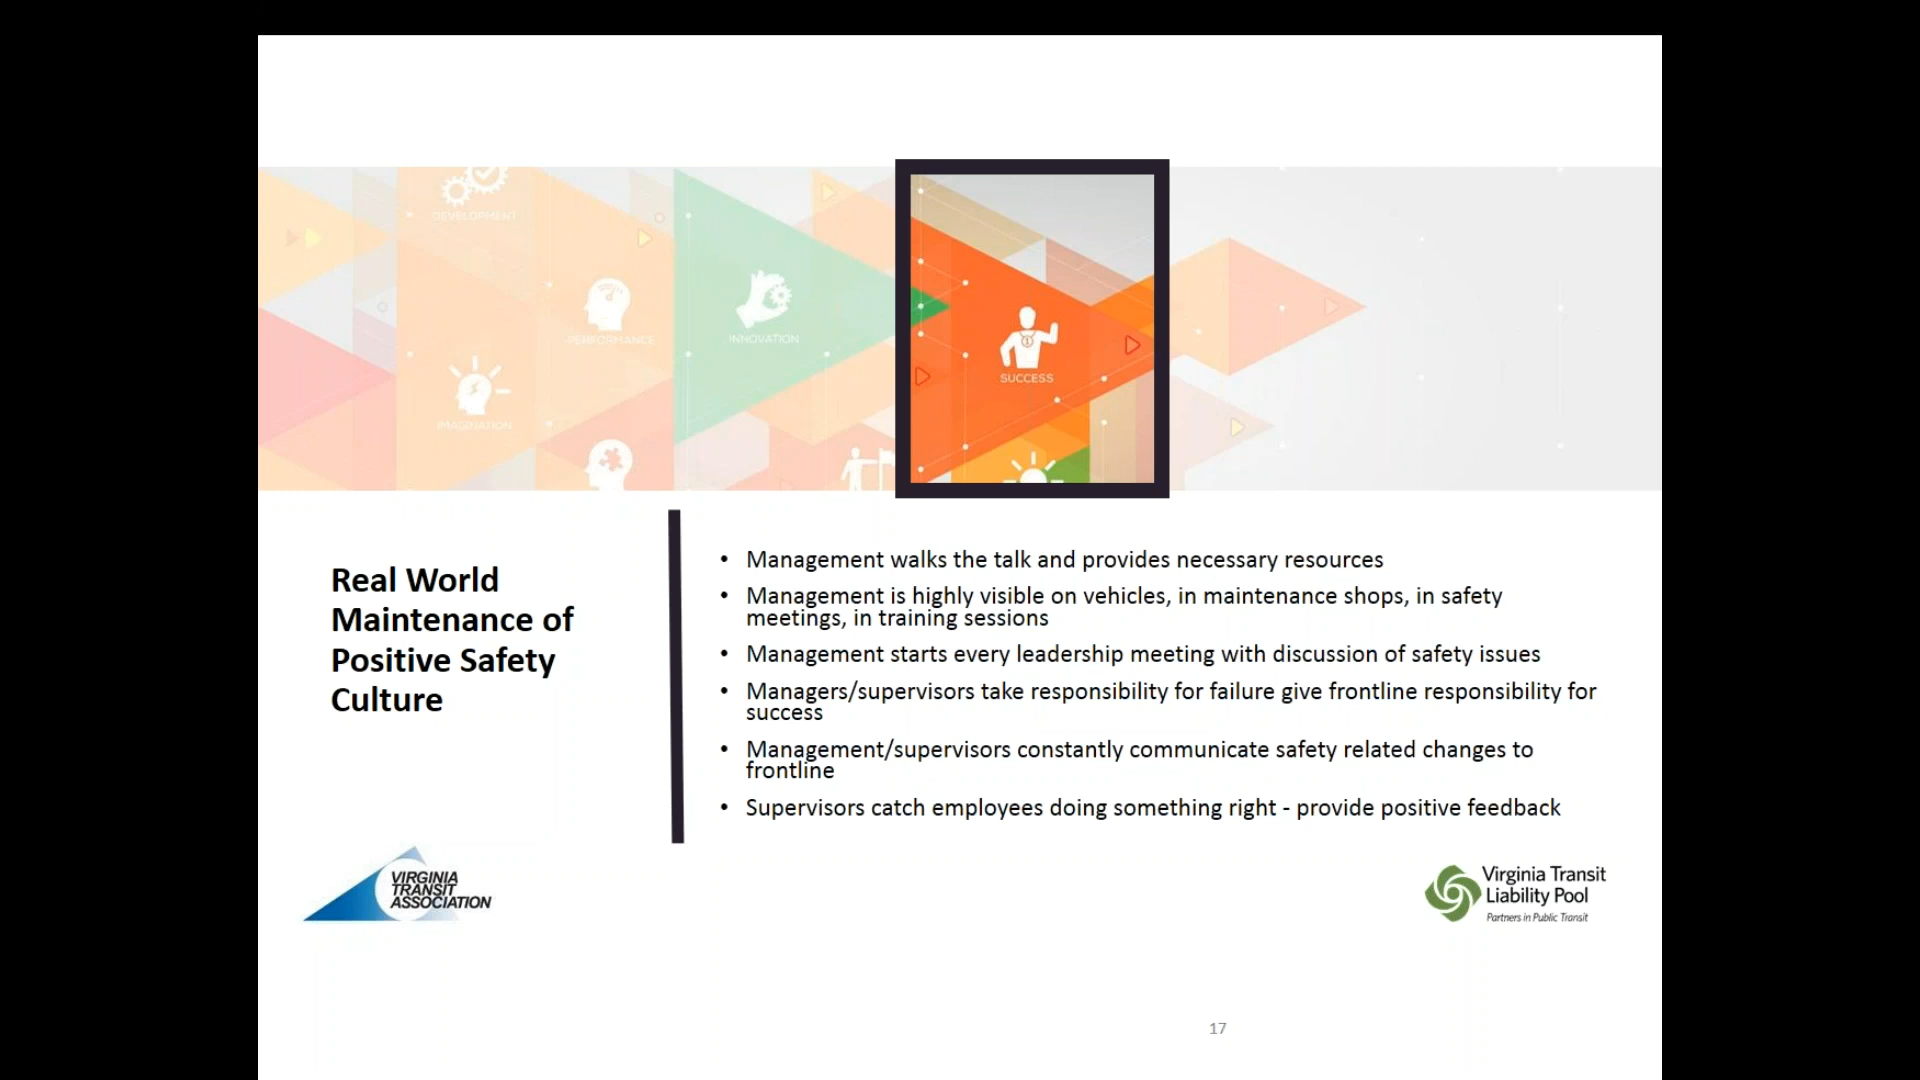 DEVELOPMENT
PERFORMANCE
INNOVATION
IMAGINATION
SUCCESS
Real World
Maintenance of
Positive Safety
Culture
• Management walks the talk and provides necessary resources
• Management is highly visible on vehicles, in maintenance shops, in safety
meetings, in training sessions
• Management starts every leadership meeting with discussion of safety issues
• Managers/supervisors take responsibility for failure give frontline responsibility for
success
• Management/supervisors constantly communicate safety related changes to
frontline
• Supervisors catch employees doing something right - provide positive feedback
VIRGINIA
TRANSIT
ASSOCIATION
Virginia Transit
Liability Pool
Partners in Public Transit
17